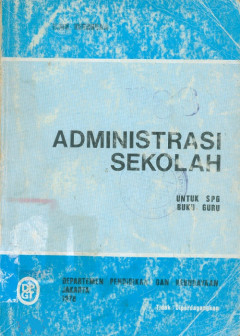 ADMINISTRASI
SEKOLAH
UNTUK SPG
BUKU GURU
DEPARTEMEN PENDIDIKAN DAN KEBUDAYAAN
JAKARTA
Tidak diperdagangkan